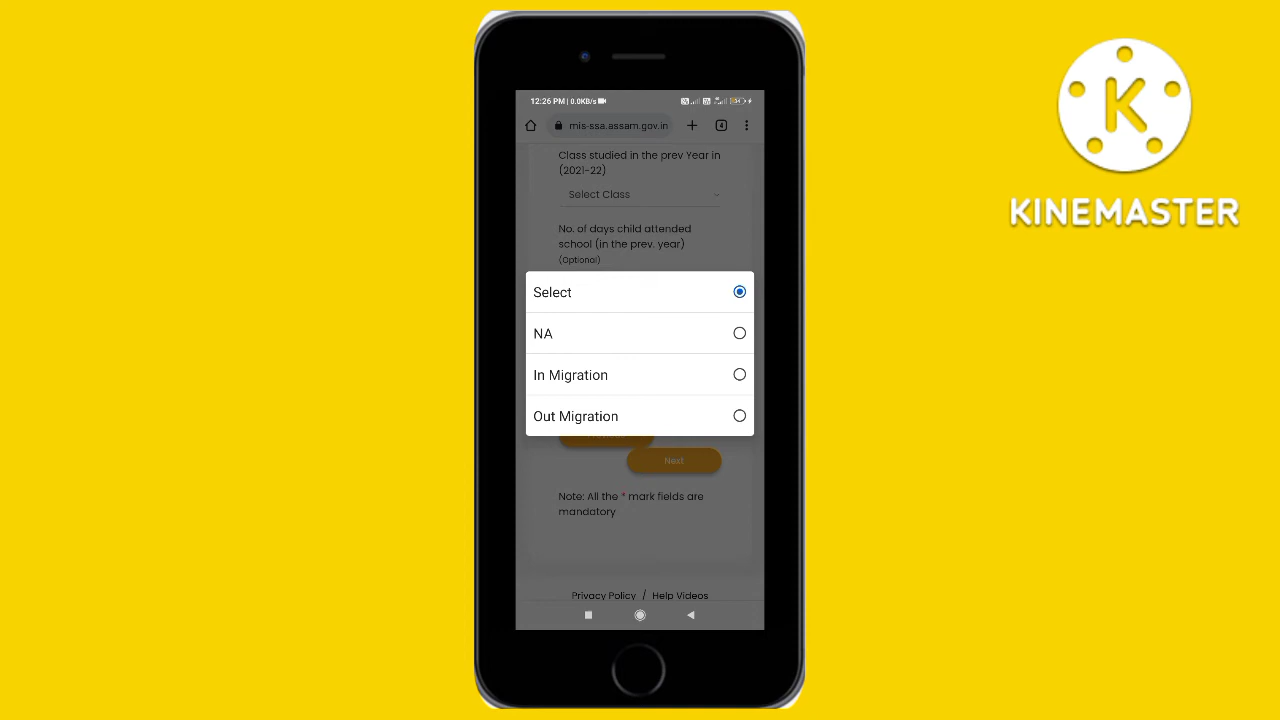 12:26 PM | 0.0KB/s
mis-ssa.assam.gov.in
4
Class studied in the prev Year in
(2021-22)
Select Class
No. of days child attended
school (in the prev. year)
(Optional)
Select
NA
In Migration
Out Migration
Next
Note: All the * mark fields are
mandatory
Privacy Policy / Help Videos
K
KINEMASTER